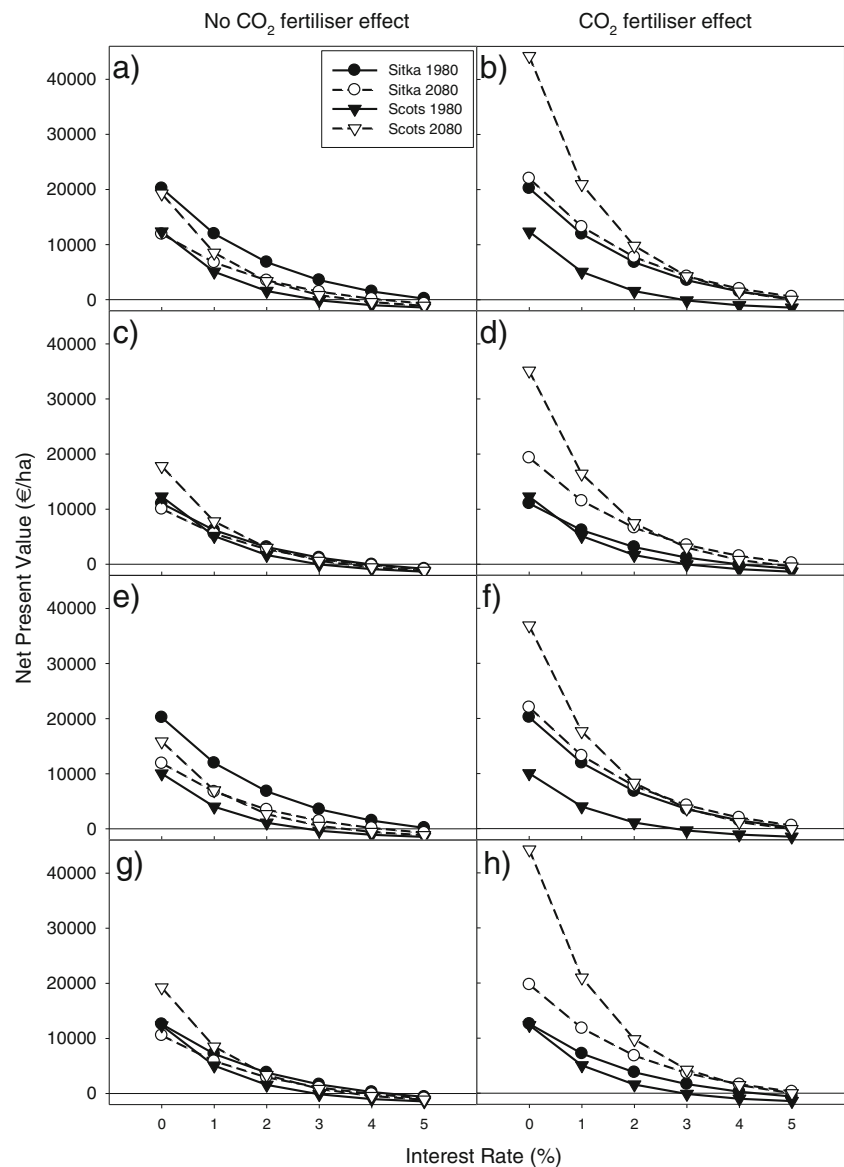 No CO₂ fertiliser effect
CO₂ fertiliser effect
a)
Sitka 1980
Sitka 2080
Scots 1980
Scots 2080
b)
40000
30000
20000
10000
0
c)
d)
40000
30000
20000
10000
0
Net Present Value (€/ha)
e)
f)
40000
30000
20000
10000
0
g)
h)
40000
30000
20000
10000
0
0 1 2 3 4 5
0 1 2 3 4 5
Interest Rate (%)